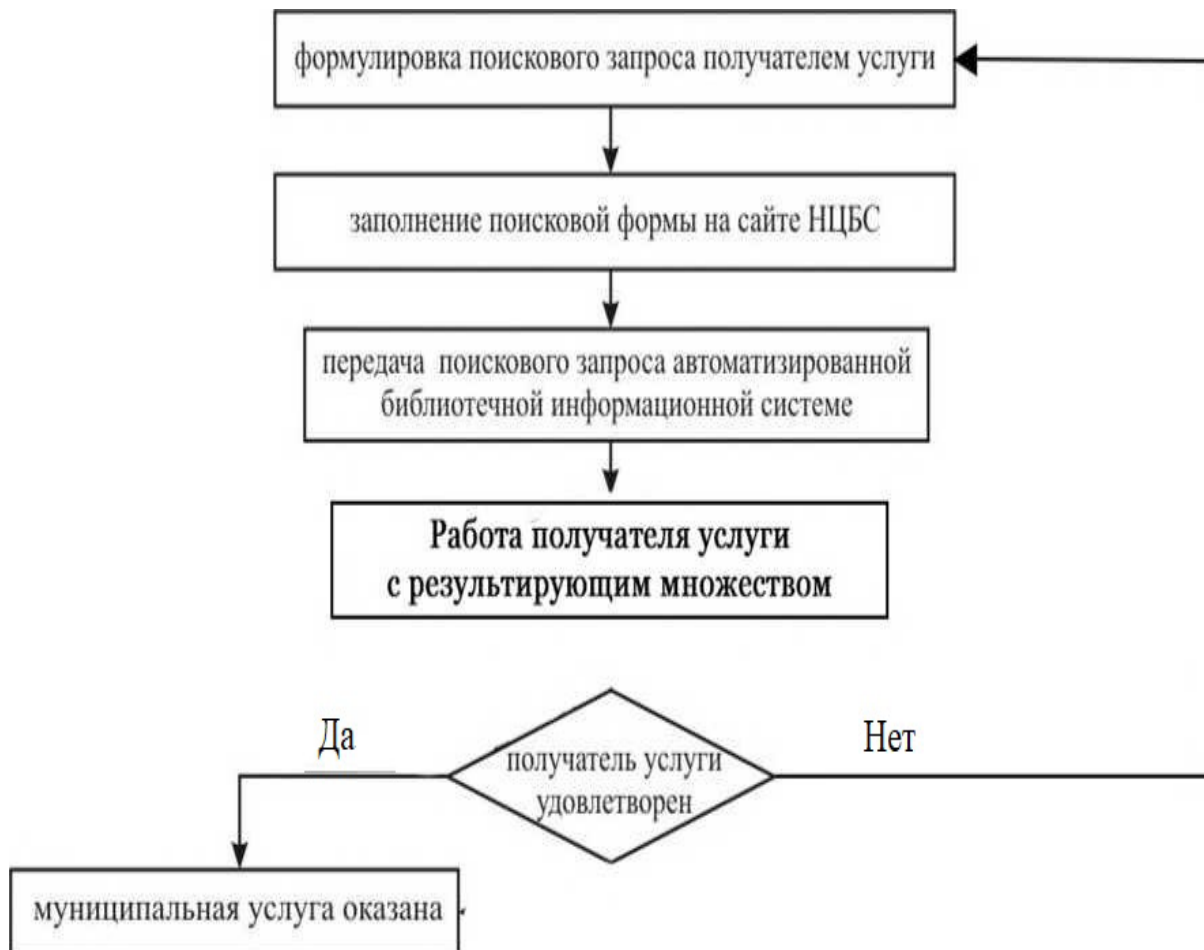 формулировка поискового запроса получателем услуги
заполнение поисковой формы на сайте НЦБС
передача поискового запроса автоматизированной
библиотечной информационной системе
Работа получателя услуги
с результирующим множеством
Да
Нет
получатель услуги
удовлетворен
муниципальная услуга оказана